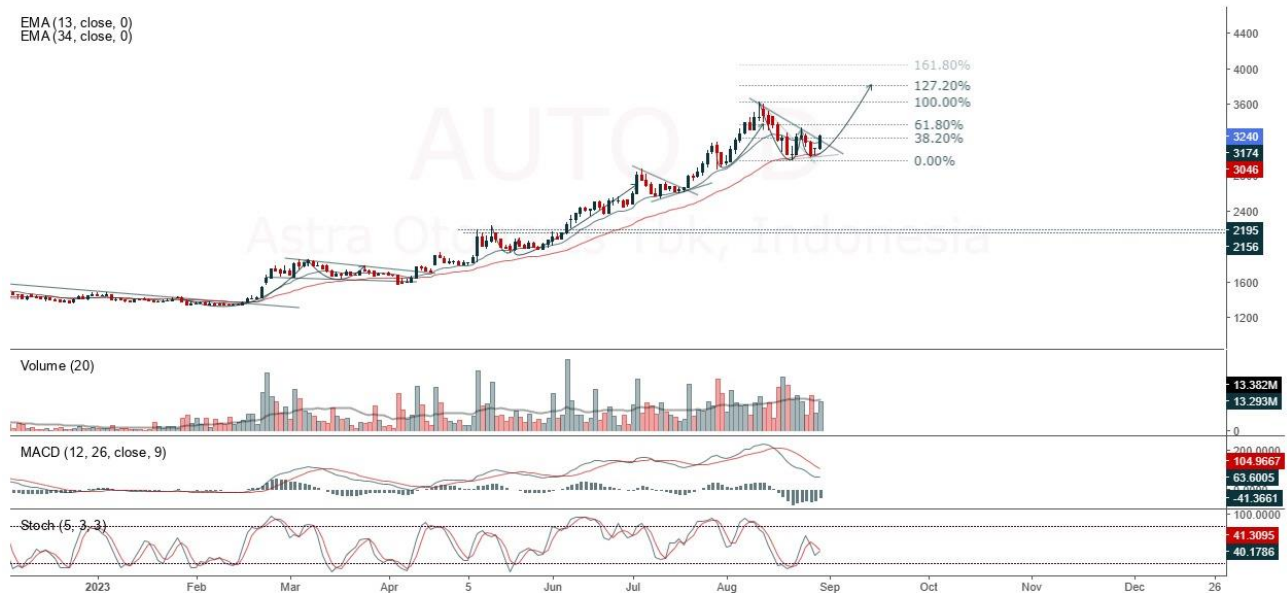 EMA (13, close, 0)
EMA (34, close, 0)
4400
161.80%
4000
127.20%
100.00%
3600
AUTO
61.80%
38.20%
3240
3174
0.00%
3046
2400
2195
Astra Oto Tbk, Indonesia
2156
1600
1200
Volume (20)
13.382M
13.293M
0
MACD (12, 26, close, 9)
200.0000
104.9667
63.6005
-41.3661
Stoch (5, 3, 3)
100.0000
41.3095
40.1786
2023 Feb Mar Apr 5 Jun Jul Aug Sep Oct Nov Dec 26